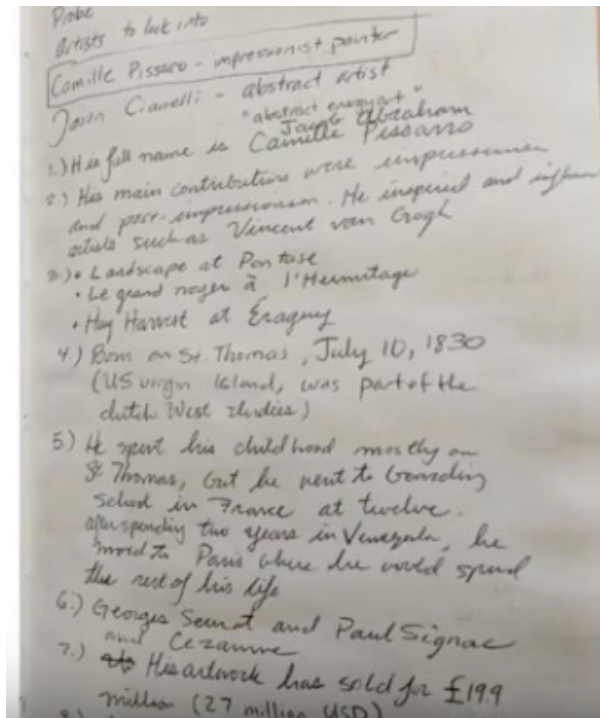 Probe
Artists to look into
Camille Pissaro - impressionist painter
Jason Cianelli - abstract artist
"abstract energy art"
Jacob Abraham
1.) His full name is Camille Pissarro
2.) His main contributions were impressionism
and post-impressionism. He inspired and influen
artists such as Vincent van Gogh
3.) • Landscape at Pontoise
• Le grand noyer à l'Hermitage
• Hay Harvest at Éragny
4.) Born on St. Thomas, July 10, 1830
(US virgin Island, was part of the
dutch West Indies)
5.) He spent his childhood mostly on
St. Thomas, but he went to boarding
school in France at twelve.
after spending two years in Venezuela, he
moved to Paris where he would spend
the rest of his life
6.) Georges Seurat and Paul Signac
and Cezanne
7.) His artwork has sold for £19.9
million (27 million USD)